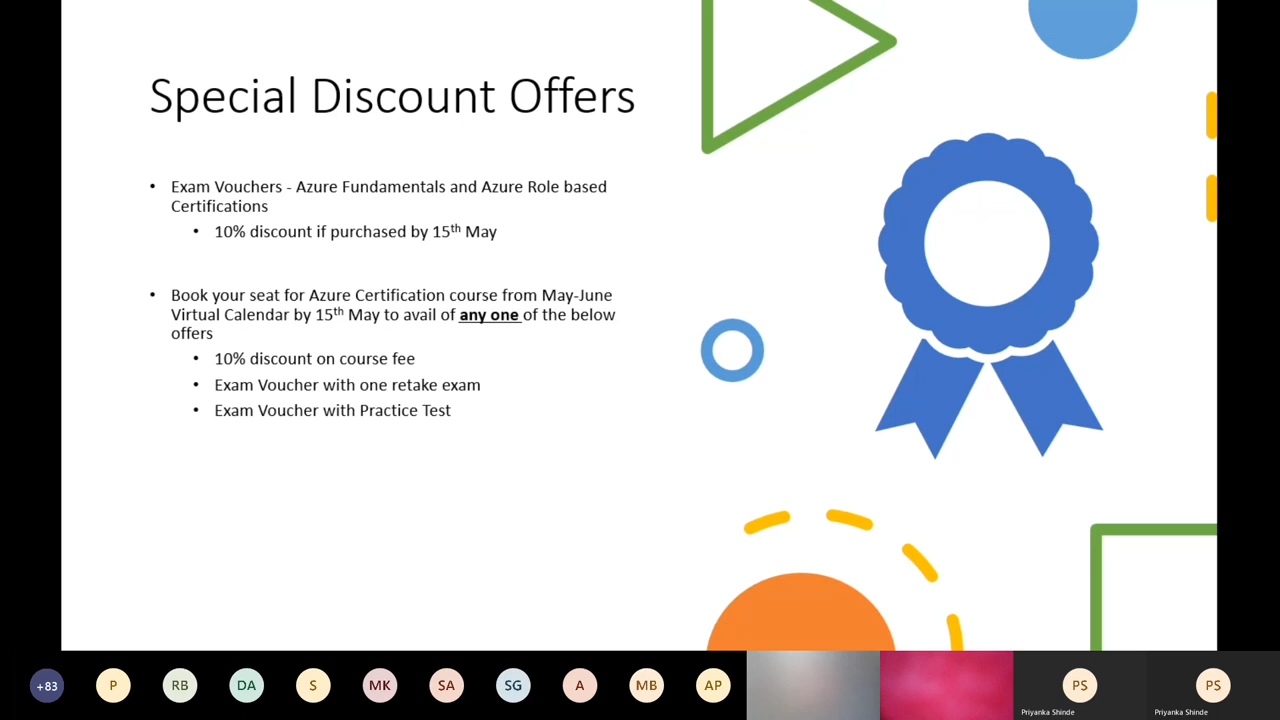 Special Discount Offers
• Exam Vouchers - Azure Fundamentals and Azure Role based
Certifications
• 10% discount if purchased by 15th May
• Book your seat for Azure Certification course from May-June
Virtual Calendar by 15th May to avail of any one of the below
offers
• 10% discount on course fee
• Exam Voucher with one retake exam
• Exam Voucher with Practice Test
+83 P RB DA S MK SA SG A MB AP PS PS
Priyanka Shinde Priyanka Shinde